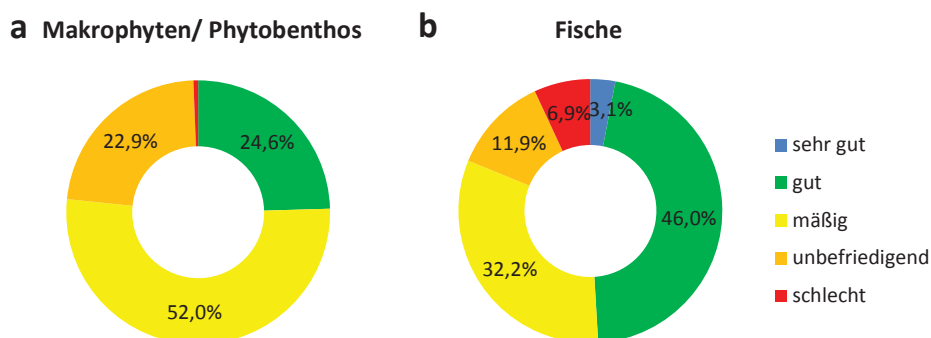 a Makrophyten/ Phytobenthos
24,6%
52,0%
22,9%
b Fische
3,1%
46,0%
32,2%
11,9%
6,9%
sehr gut
gut
mäßig
unbefriedigend
schlecht